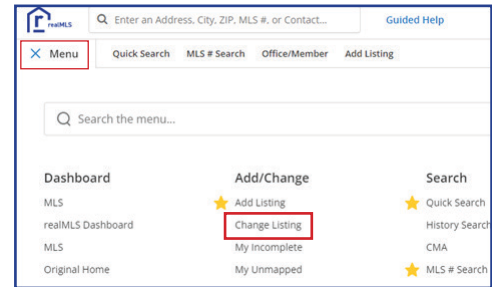 realMLS
Enter an Address, City, ZIP, MLS #, or Contact...
Guided Help
Menu
Quick Search
MLS # Search
Office/Member
Add Listing
Search the menu...
Dashboard
MLS
realMLS Dashboard
MLS
Original Home
Add/Change
Add Listing
Change Listing
My Incomplete
My Unmapped
Search
Quick Search
History Search
CMA
MLS # Search